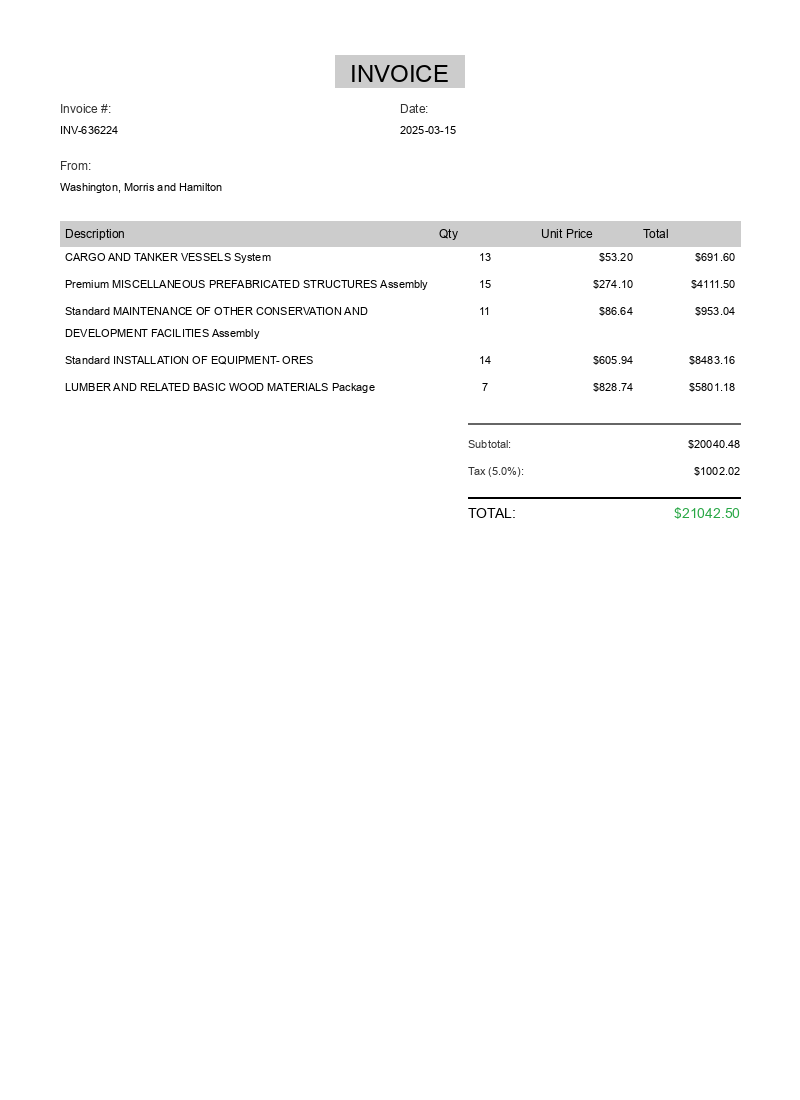 INVOICE
Invoice #: Date:
INV-636224 2025-03-15
From:
Washington, Morris and Hamilton
Description Qty Unit Price Total
CARGO AND TANKER VESSELS System 13 $53.20 $691.60
Premium MISCELLANEOUS PREFABRICATED STRUCTURES Assembly 15 $274.10 $4111.50
Standard MAINTENANCE OF OTHER CONSERVATION AND 11 $86.64 $953.04
DEVELOPMENT FACILITIES Assembly
Standard INSTALLATION OF EQUIPMENT- ORES 14 $605.94 $8483.16
LUMBER AND RELATED BASIC WOOD MATERIALS Package 7 $828.74 $5801.18
Subtotal: $20040.48
Tax (5.0%): $1002.02
TOTAL: $21042.50